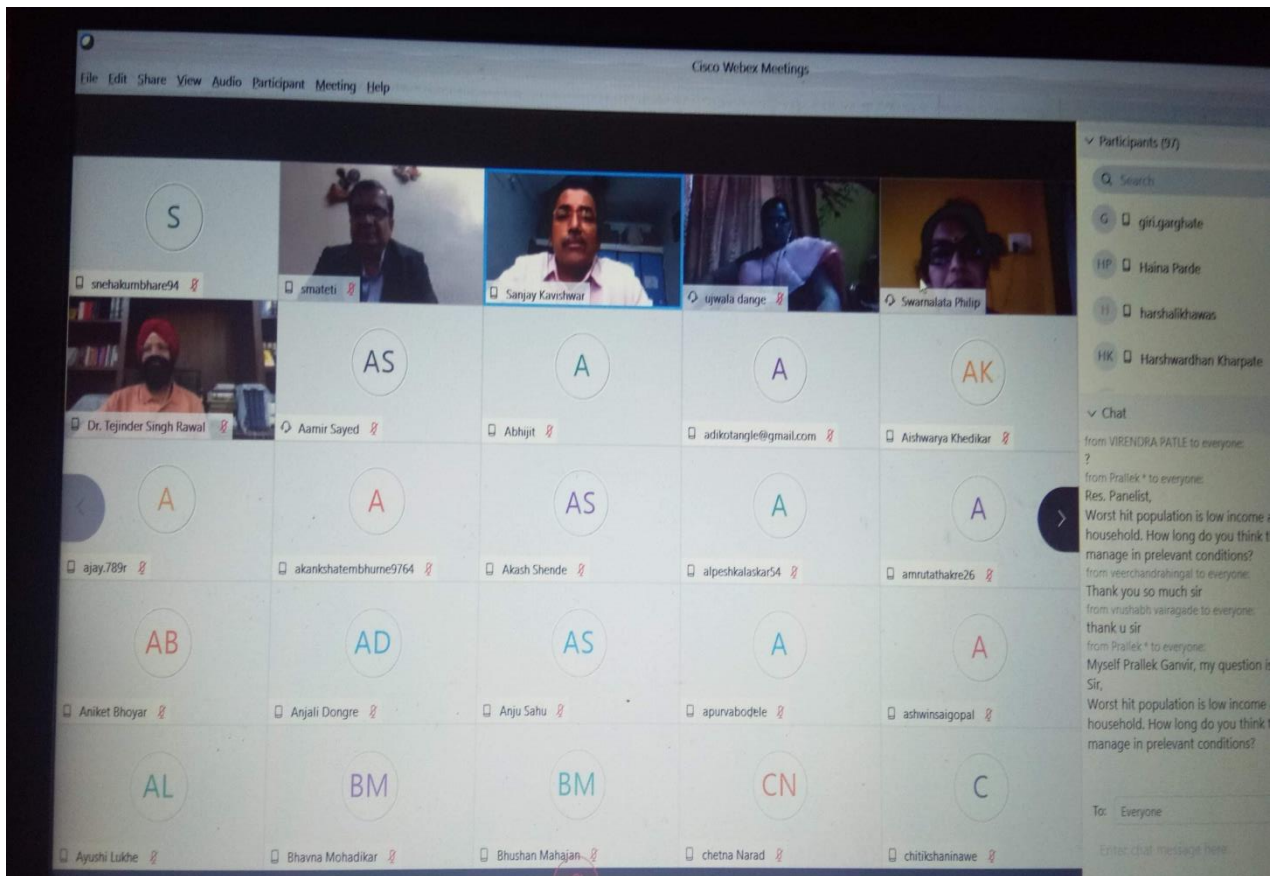 Cisco Webex Meetings
File Edit Share View Audio Participant Meeting Help
S
snehakumbhare94
smateti
Sanjay Kavishwar
ujwala dange
Swarnalata Philip
Dr. Tejinder Singh Rawal
AS
Aamir Sayed
A
Abhijit
A
adikotangle@gmail.com
AK
Aishwarya Khedikar
A
ajay.789r
A
akankshatembhurne9764
AS
Akash Shende
A
alpeshkalaskar54
A
amrutathakre26
AB
Aniket Bhoyar
AD
Anjali Dongre
AS
Anju Sahu
A
apurvabodele
A
ashwinsaigopal
AL
Ayushi Lukhe
BM
Bhavna Mohadikar
BM
Bhushan Mahajan
CN
chetna Narad
C
chitikshaninawe
Participants (97)
Search
G giri.garghate
HP Haina Parde
H harshalikhawas
HK Harshwardhan Kharpate
Chat
from VIRENDRA PATLE to everyone:
?
from Prallek * to everyone:
Res. Panelist,
Worst hit population is low income
household. How long do you think
manage in prelevant conditions?
from veerchandrahingal to everyone:
Thank you so much sir
from vrushabh vairagade to everyone:
thank u sir
from Prallek * to everyone:
Myself Prallek Ganvir, my question is
Sir,
Worst hit population is low income
household. How long do you think
manage in prelevant conditions?
To: Everyone
Enter chat message here